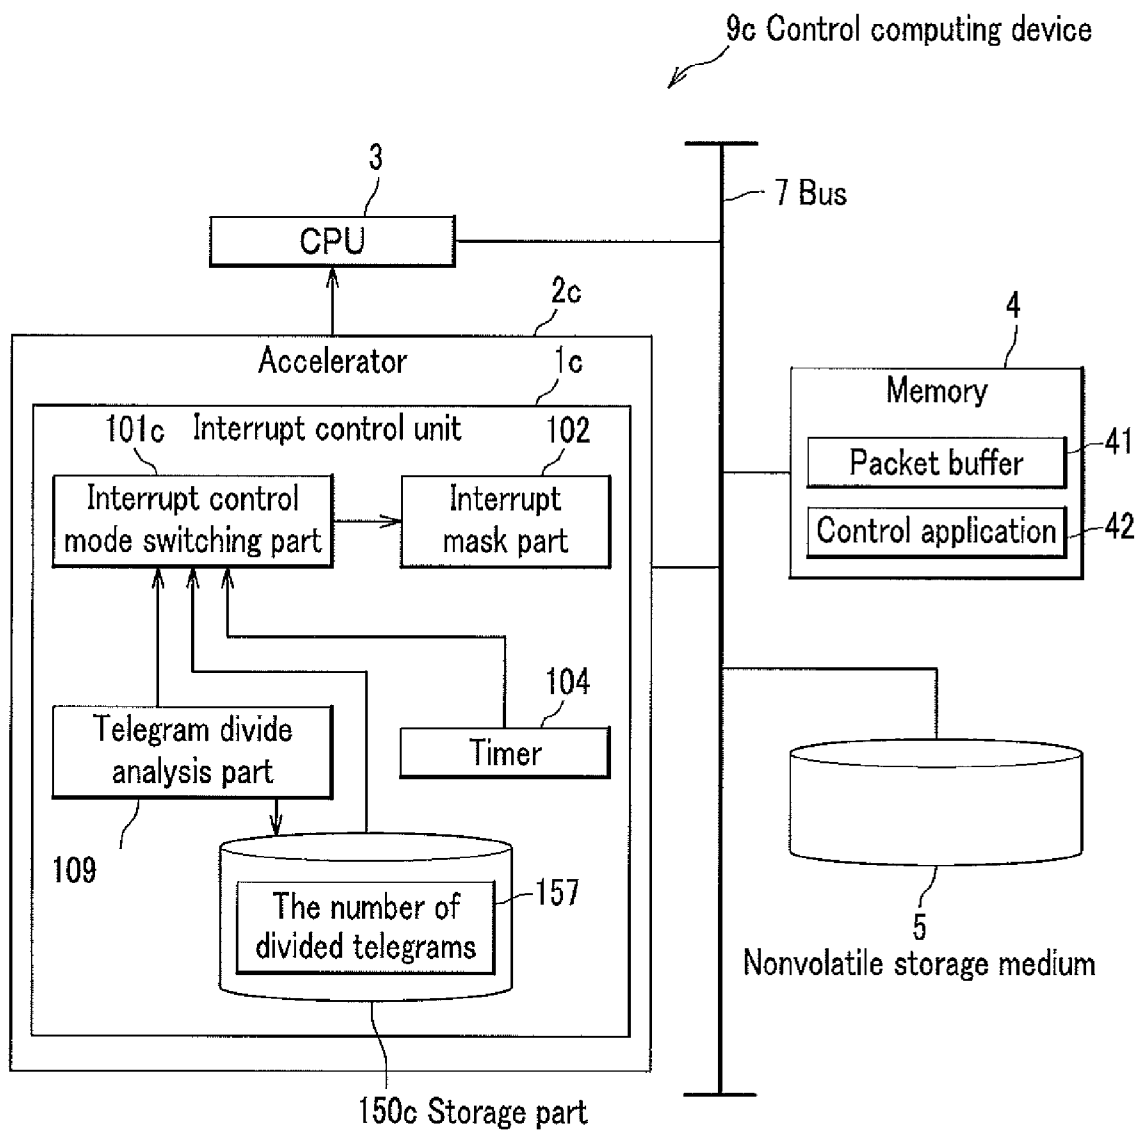 9c Control computing device
3
7 Bus
CPU
2c
4
Accelerator
1c
Memory
101c
Interrupt control unit
102
41
Packet buffer
Interrupt control
mode switching part
Interrupt
mask part
Control application
42
104
Telegram divide
analysis part
Timer
109
157
The number of
divided telegrams
5
Nonvolatile storage medium
150c Storage part